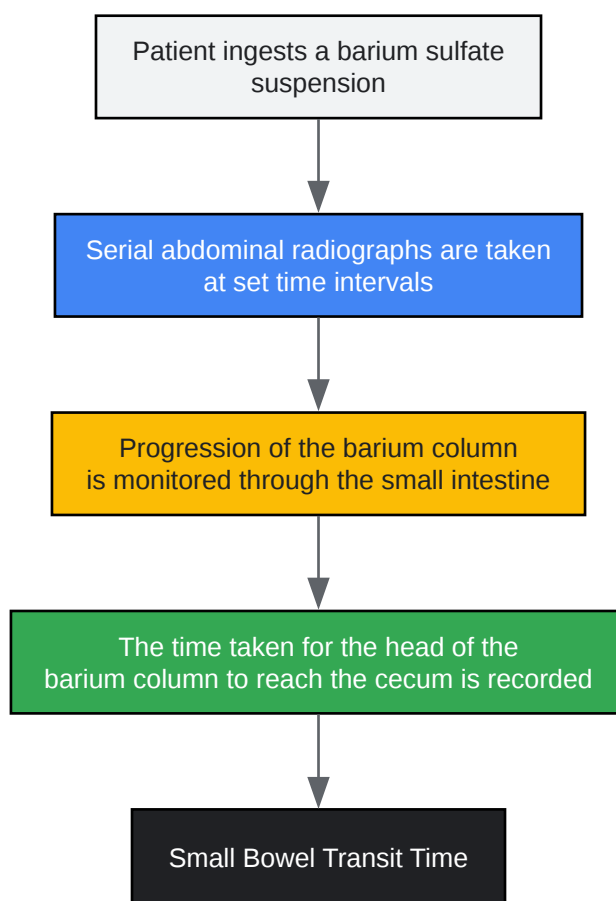 Patient ingests a barium sulfate
suspension
Serial abdominal radiographs are taken
at set time intervals
Progression of the barium column
is monitored through the small intestine
The time taken for the head of the
barium column to reach the cecum is recorded
Small Bowel Transit Time